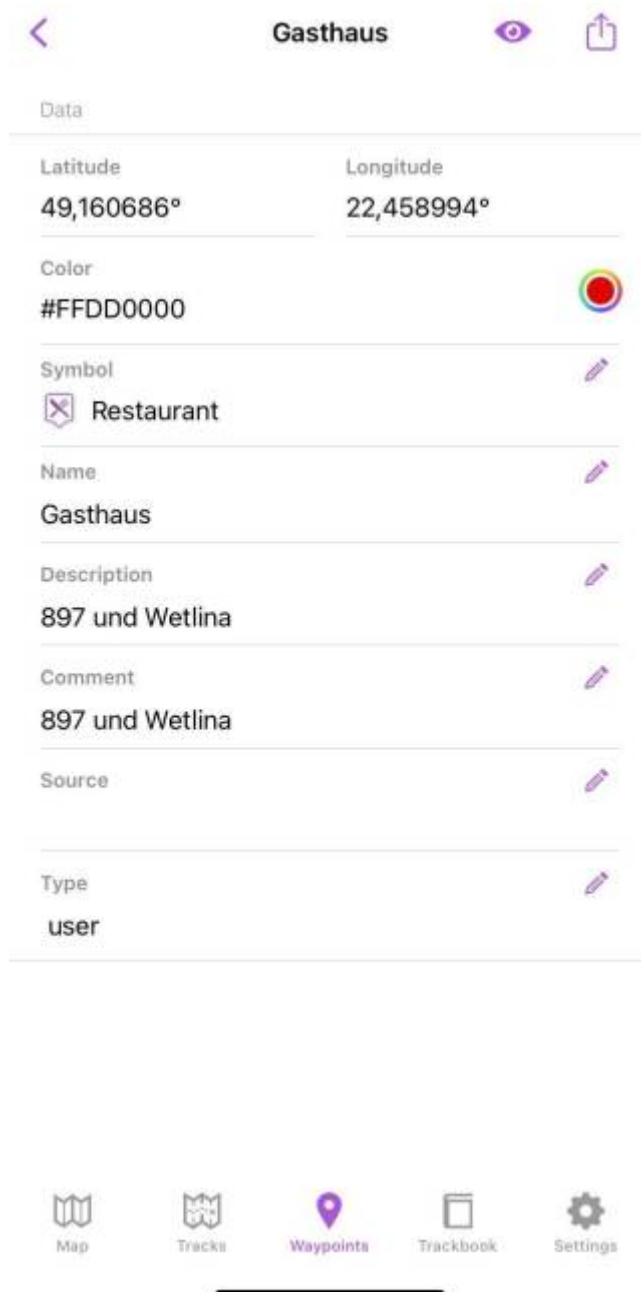 Gasthaus
Data
Latitude Longitude
49,160686° 22,458994°
Color
#FFDD0000
Symbol
Restaurant
Name
Gasthaus
Description
897 und Wetlina
Comment
897 und Wetlina
Source
Type
user
Map Tracks Waypoints Trackbook Settings